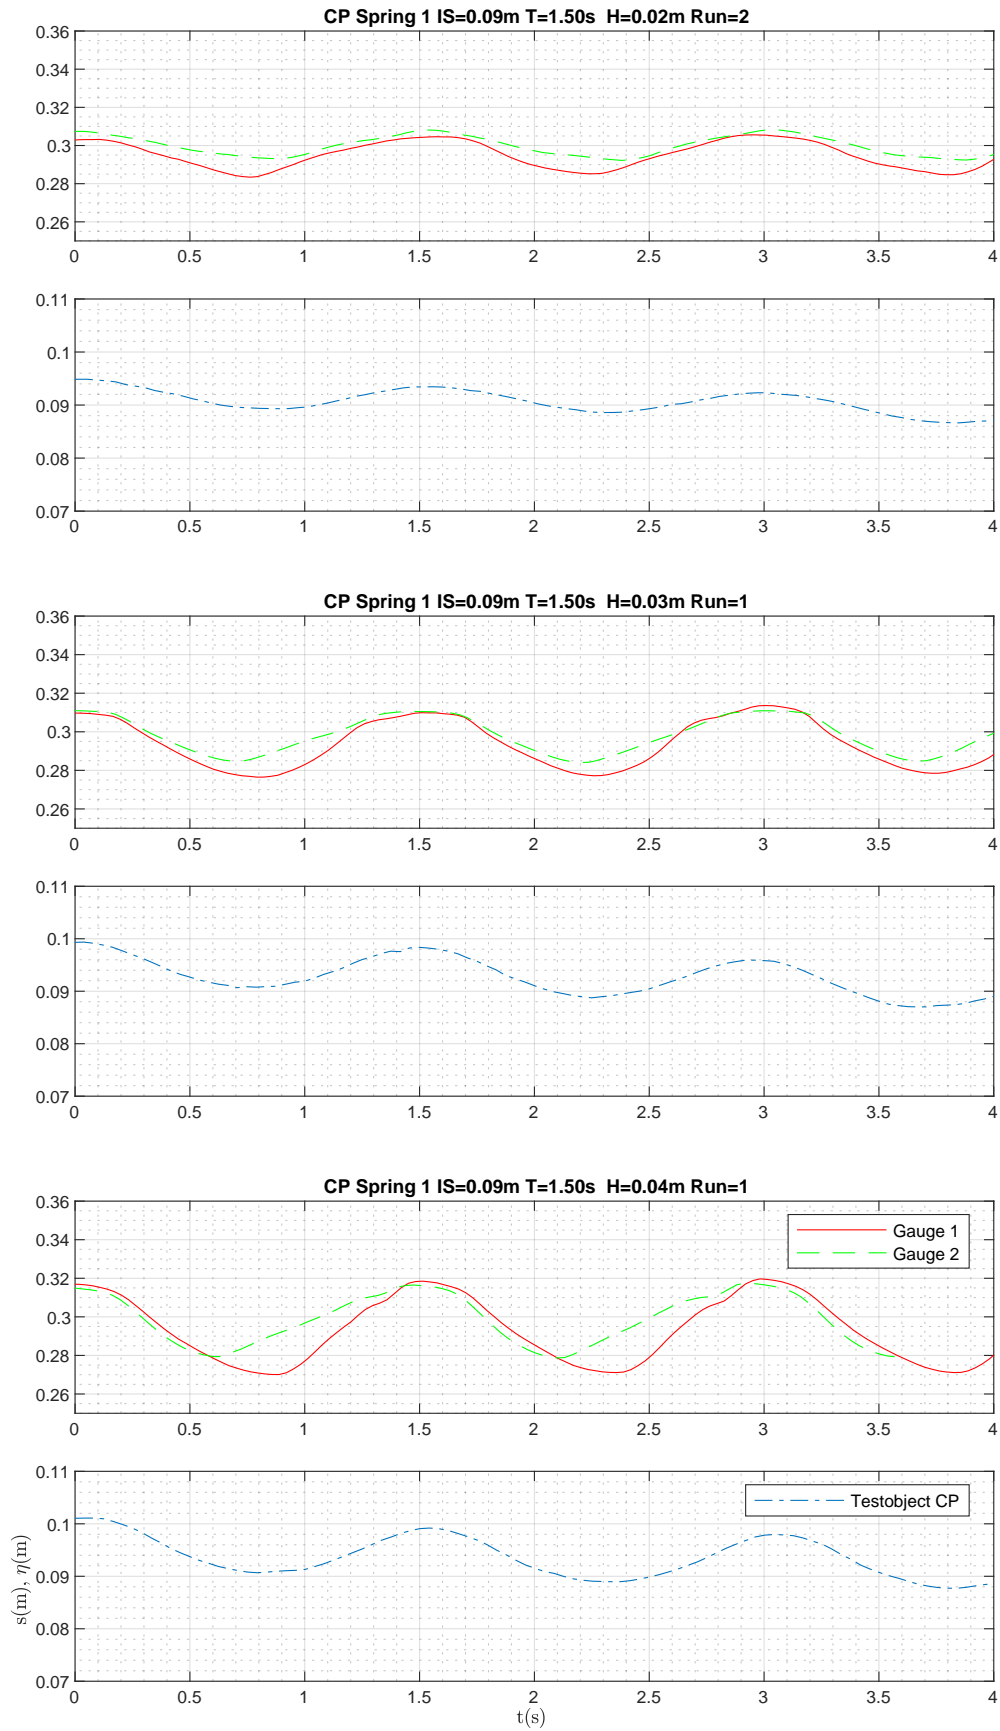 CP Spring 1 IS=0.09m T=1.50s  H=0.02m Run=2
0.36
0.34
0.32
0.3
0.28
0.26
0 0.5 1 1.5 2 2.5 3 3.5 4
0.11
0.1
0.09
0.08
0.07
0 0.5 1 1.5 2 2.5 3 3.5 4
CP Spring 1 IS=0.09m T=1.50s  H=0.03m Run=1
0.36
0.34
0.32
0.3
0.28
0.26
0 0.5 1 1.5 2 2.5 3 3.5 4
0.11
0.1
0.09
0.08
0.07
0 0.5 1 1.5 2 2.5 3 3.5 4
CP Spring 1 IS=0.09m T=1.50s  H=0.04m Run=1
0.36
0.34
0.32
0.3
0.28
0.26
Gauge 1
Gauge 2
0 0.5 1 1.5 2 2.5 3 3.5 4
0.11
0.1
0.09
0.08
0.07
Testobject CP
s(m), η(m)
0 0.5 1 1.5 2 2.5 3 3.5 4
t(s)